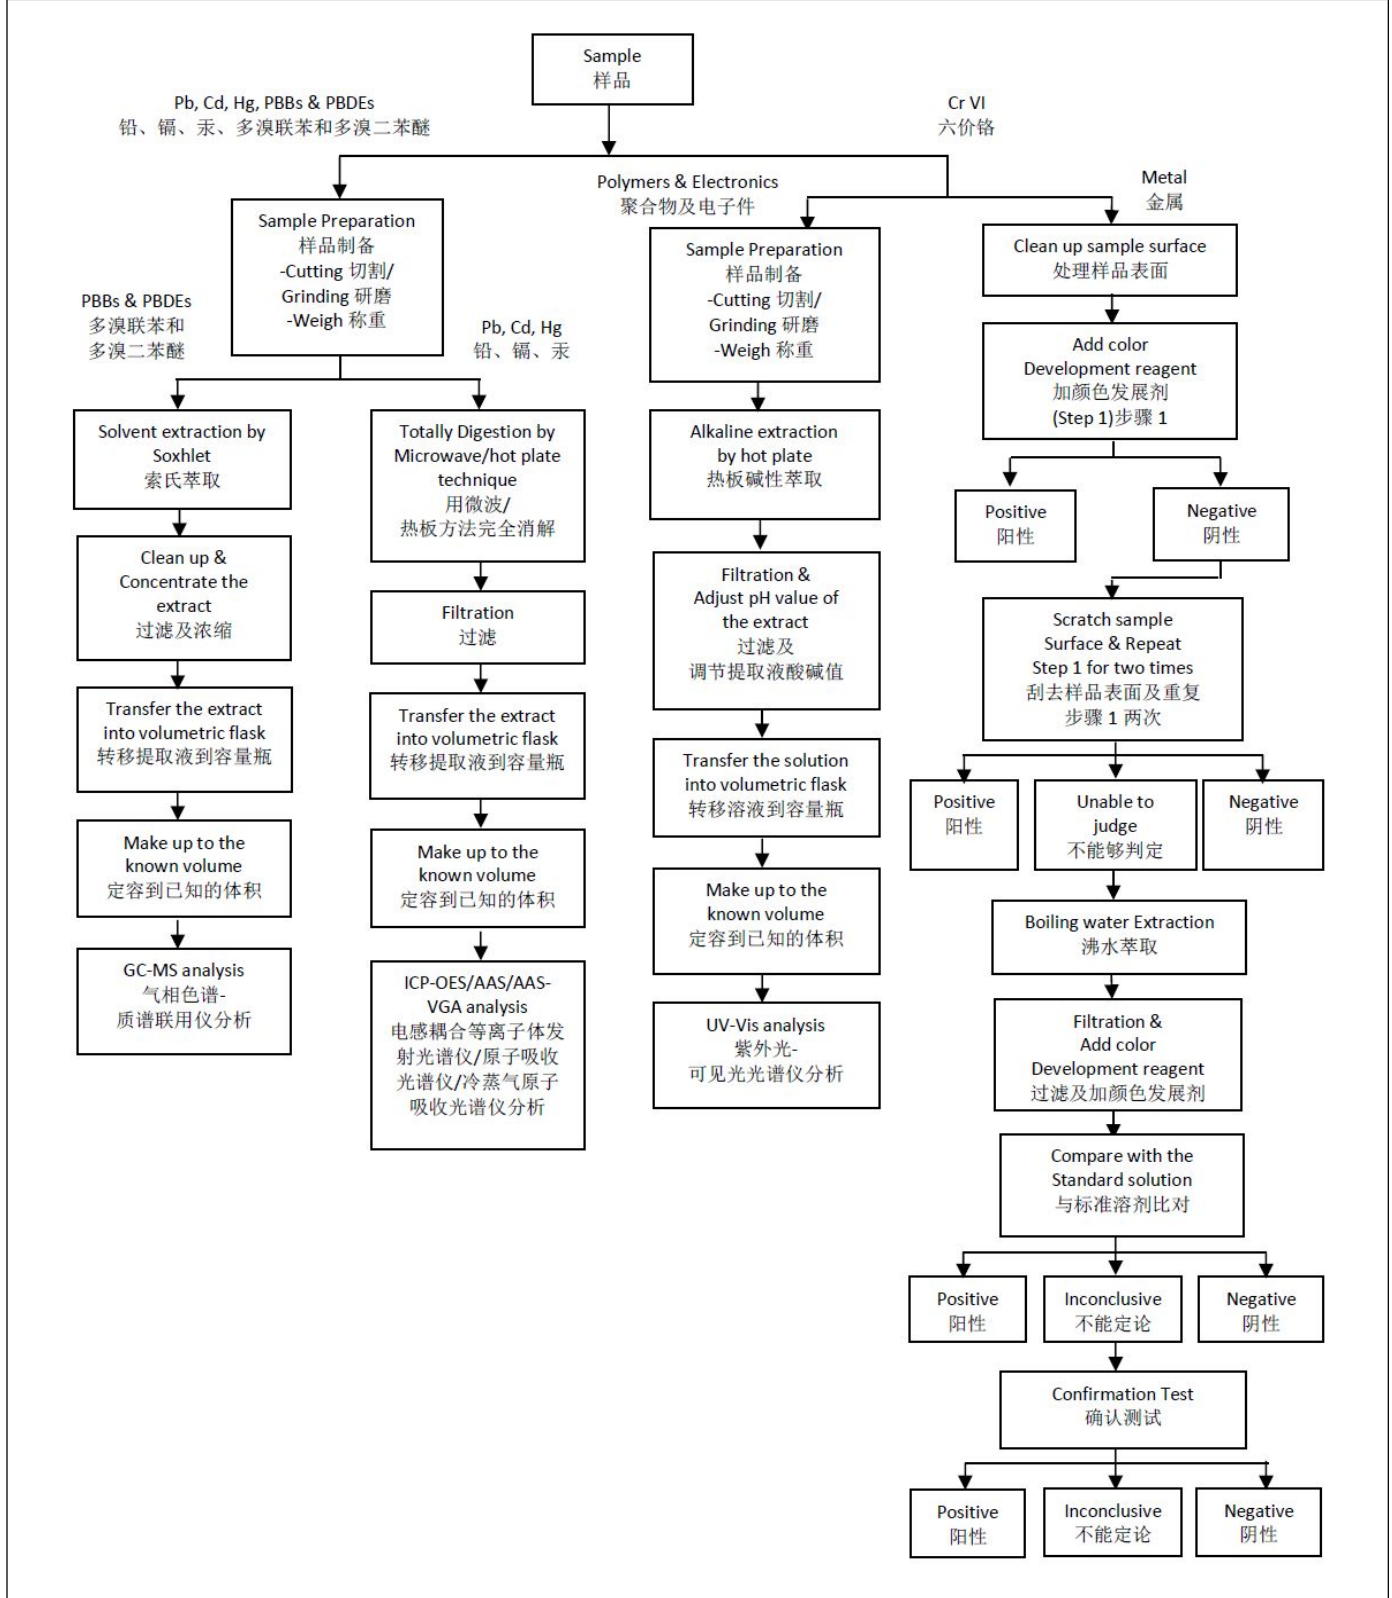 Sample
样品
Pb, Cd, Hg, PBBs & PBDEs
铅、镉、汞、多溴联苯和多溴二苯醚
Cr VI
六价铬
Sample Preparation
样品制备
-Cutting 切割/
Grinding 研磨
-Weigh 称重
PBBs & PBDEs
多溴联苯和
多溴二苯醚
Pb, Cd, Hg
铅、镉、汞
Solvent extraction by
Soxhlet
索氏萃取
Clean up &
Concentrate the
extract
过滤及浓缩
Transfer the extract
into volumetric flask
转移提取液到容量瓶
Make up to the
known volume
定容到已知的体积
GC-MS analysis
气相色谱-
质谱联用仪分析
Totally Digestion by
Microwave/hot plate
technique
用微波/
热板方法完全消解
Filtration
过滤
Transfer the extract
into volumetric flask
转移提取液到容量瓶
Make up to the
known volume
定容到已知的体积
ICP-OES/AAS/AAS-
VGA analysis
电感耦合等离子体发
射光谱仪/原子吸收
光谱仪/冷蒸气原子
吸收光谱仪分析
Polymers & Electronics
聚合物及电子件
Sample Preparation
样品制备
-Cutting 切割/
Grinding 研磨
-Weigh 称重
Alkaline extraction
by hot plate
热板碱性萃取
Filtration &
Adjust pH value of
the extract
过滤及
调节提取液酸碱值
Transfer the solution
into volumetric flask
转移溶液到容量瓶
Make up to the
known volume
定容到已知的体积
UV-Vis analysis
紫外光-
可见光光谱仪分析
Metal
金属
Clean up sample surface
处理样品表面
Add color
Development reagent
加颜色发展剂
(Step 1)步骤 1
Positive
阳性
Negative
阴性
Scratch sample
Surface & Repeat
Step 1 for two times
刮去样品表面及重复
步骤 1 两次
Positive
阳性
Unable to
judge
不能够判定
Negative
阴性
Boiling water Extraction
沸水萃取
Filtration &
Add color
Development reagent
过滤及加颜色发展剂
Compare with the
Standard solution
与标准溶剂比对
Positive
阳性
Inconclusive
不能定论
Negative
阴性
Confirmation Test
确认测试
Positive
阳性
Inconclusive
不能定论
Negative
阴性